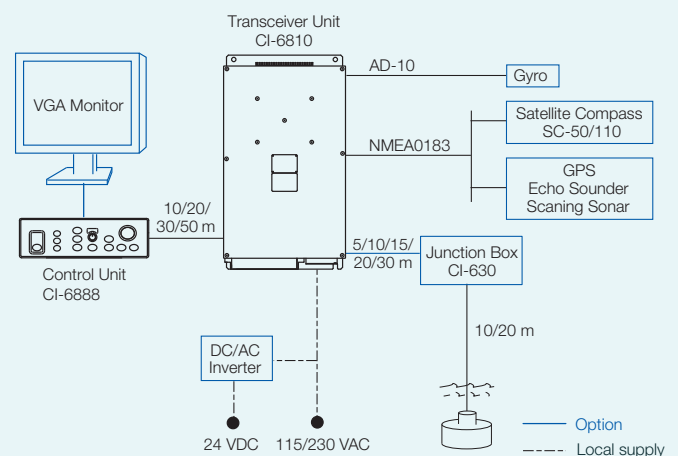 Transceiver Unit
CI-6810
VGA Monitor
AD-10
Gyro
Satellite Compass
SC-50/110
NMEA0183
GPS
Echo Sounder
Scaning Sonar
10/20/
30/50 m
Control Unit
CI-6888
5/10/15/
20/30 m
Junction Box
CI-630
10/20 m
DC/AC
Inverter
24 VDC
115/230 VAC
Option
Local supply